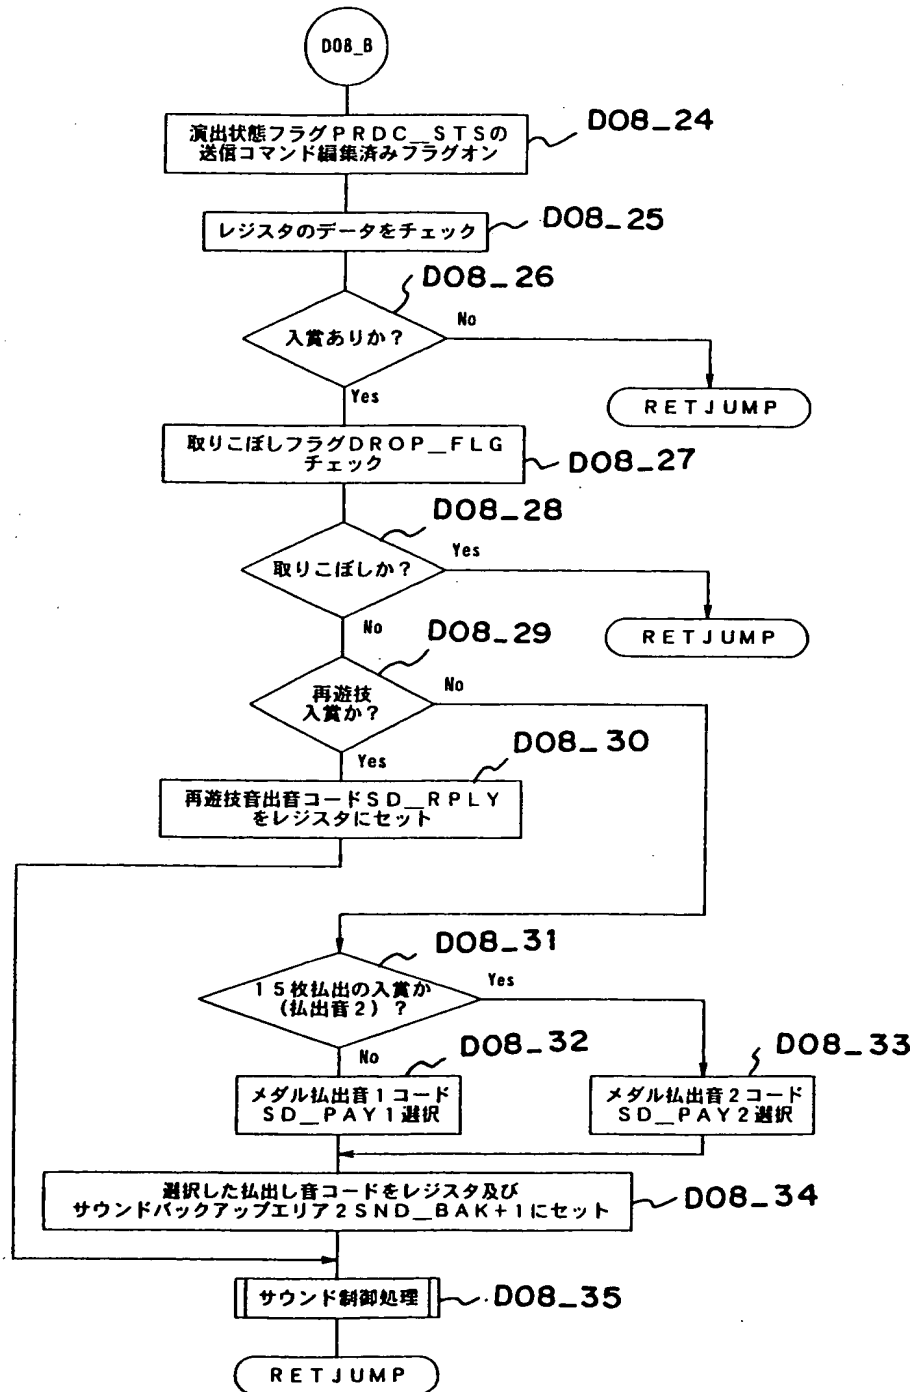 D08_B
演出状態フラグPRDC__STSの
送信コマンド編集済みフラグオン
D08_24
レジスタのデータをチェック
D08_25
D08_26
入賞ありか?
No
RETJUMP
Yes
取りこぼしフラグDROP__FLG
チェック
D08_27
D08_28
取りこぼしか?
Yes
RETJUMP
No
D08_29
再遊技
入賞か?
No
Yes
D08_30
再遊技音出音コードSD__RPLY
をレジスタにセット
D08_31
15枚払出の入賞か
(払出音2)?
Yes
No
D08_32
D08_33
メダル払出音1コード
SD__PAY1選択
メダル払出音2コード
SD__PAY2選択
選択した払出し音コードをレジスタ及び
サウンドバックアップエリア2SND__BAK+1にセット
D08_34
サウンド制御処理
D08_35
RETJUMP